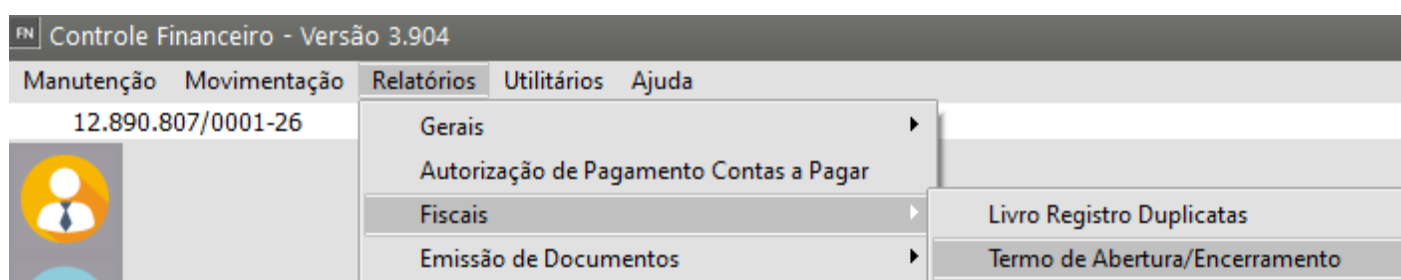 FN Controle Financeiro - Versão 3.904
Manutenção Movimentação Relatórios Utilitários Ajuda
12.890.807/0001-26
Gerais
Autorização de Pagamento Contas a Pagar
Fiscais
Livro Registro Duplicatas
Emissão de Documentos
Termo de Abertura/Encerramento